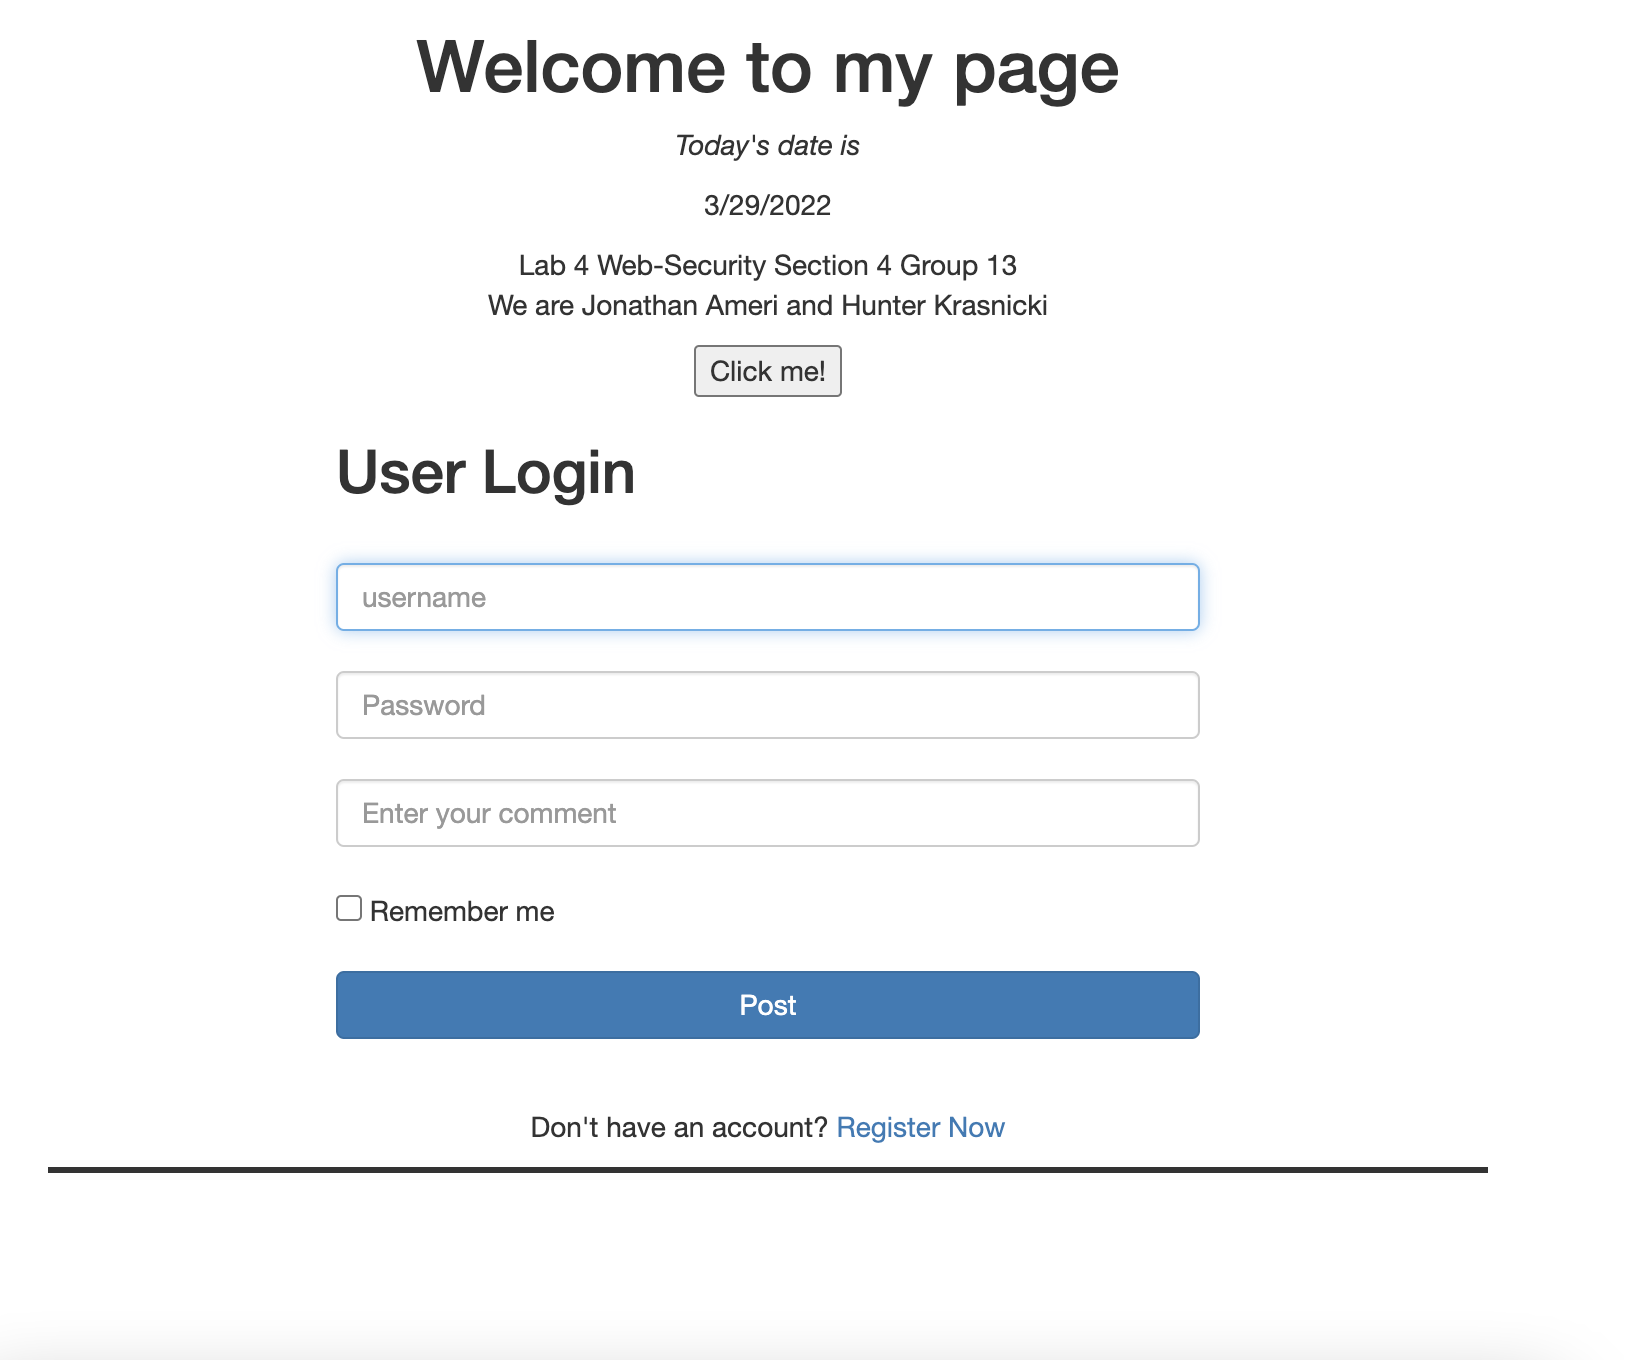 Welcome to my page
Today's date is
3/29/2022
Lab 4 Web-Security Section 4 Group 13
We are Jonathan Ameri and Hunter Krasnicki
Click me!
User Login
username
Password
Enter your comment
Remember me
Post
Don't have an account? Register Now